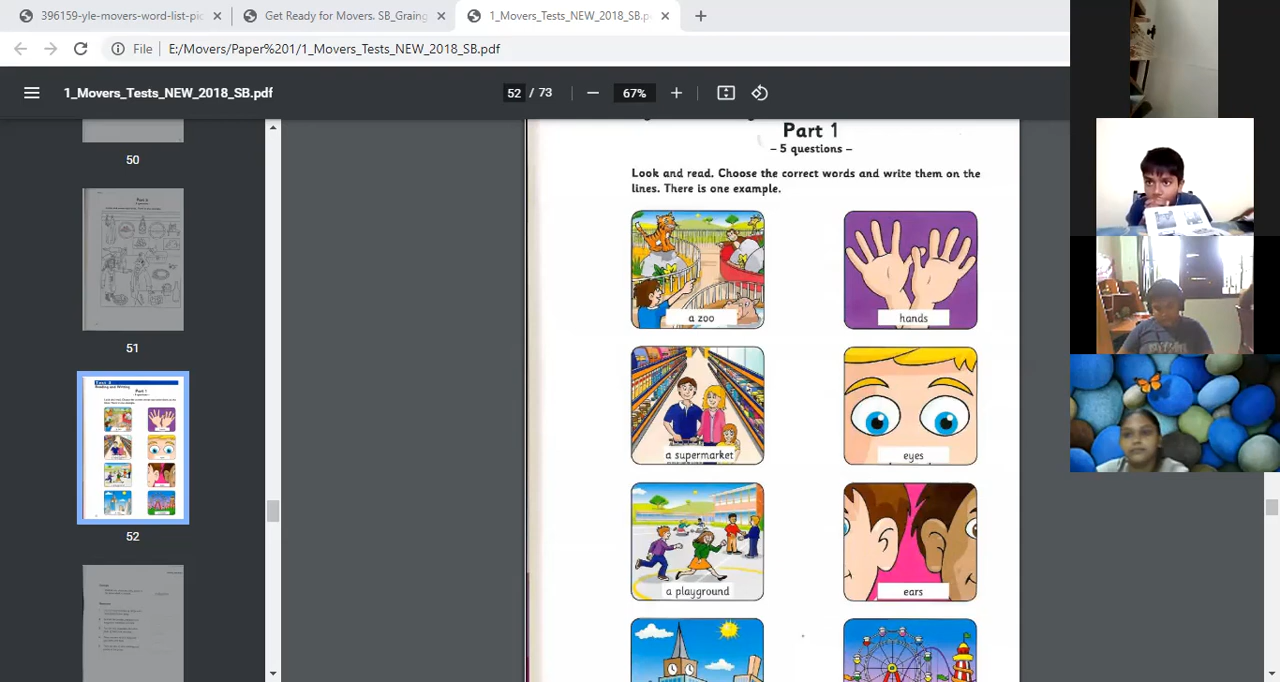 396159-yle-movers-word-list-pic
Get Ready for Movers. SB_Graing
1_Movers_Tests_NEW_2018_SB.p
File
E:/Movers/Paper%201/1_Movers_Tests_NEW_2018_SB.pdf
1_Movers_Tests_NEW_2018_SB.pdf
52 / 73
67%
50
51
52
Part 1
– 5 questions –
Look and read. Choose the correct words and write them on the
lines. There is one example.
a zoo
hands
a supermarket
eyes
a playground
ears